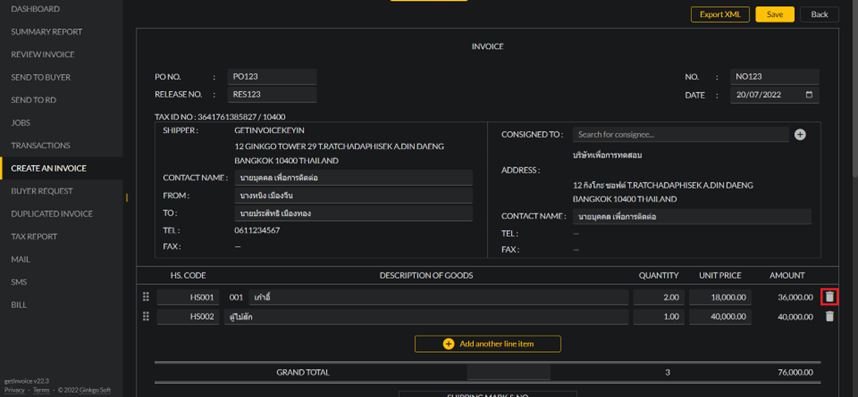 DASHBOARD
SUMMARY REPORT
REVIEW INVOICE
SEND TO BUYER
SEND TO RD
JOBS
TRANSACTIONS
CREATE AN INVOICE
BUYER REQUEST
DUPLICATED INVOICE
TAX REPORT
MAIL
SMS
BILL
getInvoice v22.3
Privacy - Terms - © 2022 Ginkgo Soft
Export XML Save Back
INVOICE
PO NO. : PO123 NO. : NO123
RELEASE NO. : RES123 DATE : 20/07/2022
TAX ID NO : 3641761385827 / 10400
SHIPPER : GETINVOICEKEYIN
12 GINKGO TOWER 29 T.RATCHADAPHISEK A.DIN DAENG
BANGKOK 10400 THAILAND
CONTACT NAME : นายบุคคล เพื่อการติดต่อ
FROM : นางหนิง เมืองจีน
TO : นายประสิทธิ เมืองทอง
TEL : 0611234567
FAX : --
CONSIGNED TO : Search for consignee...
บริษัทเพื่อการทดสอบ
ADDRESS :
12 กิงโกะ ซอฟต์ T.RATCHADAPHISEK A.DIN DAENG
BANGKOK 10400 THAILAND
CONTACT NAME : นายบุคคล เพื่อการติดต่อ
TEL : --
FAX : --
HS. CODE DESCRIPTION OF GOODS QUANTITY UNIT PRICE AMOUNT
HS001 001 เก้าอี้ 2.00 18,000.00 36,000.00
HS002 ตู้ไม้สัก 1.00 40,000.00 40,000.00
Add another line item
GRAND TOTAL 3 76,000.00
SHIPPING MARK & NO.